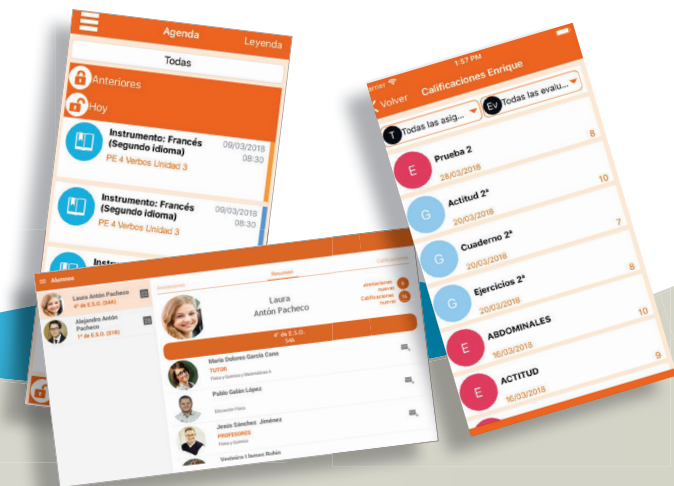 Agenda
Leyenda
Todas
Anteriores
Hoy
Instrumento: Francés
(Segundo idioma)
PE 4 Verbos Unidad 3
09/03/2018
08:30
Instrumento: Francés
(Segundo idioma)
PE 4 Verbos Unidad 3
09/03/2018
08:30
1:57 PM
Volver
Calificaciones Enrique
T Todas las asig...
Ev Todas las evalu...
E Prueba 2
28/03/2018
8
G Actitud 2ª
20/03/2018
10
G Cuaderno 2ª
20/03/2018
7
G Ejercicios 2ª
20/03/2018
8
E ABDOMINALES
16/03/2018
10
E ACTITUD
16/03/2018
9
Alumnos
Laura Antón Pacheco
4º de E.S.O. (S4A)
Alejandro Antón
Pacheco
1º de E.S.O. (S1B)
Resumen
Calificaciones
Laura
Antón Pacheco
4º de E.S.O.
S4A
María Dolores García Cano
TUTOR
Física y Química y Matemáticas A
Pablo Galán López
Educación Física
Jesús Sánchez Jiménez
PROFESORES
Física y Química